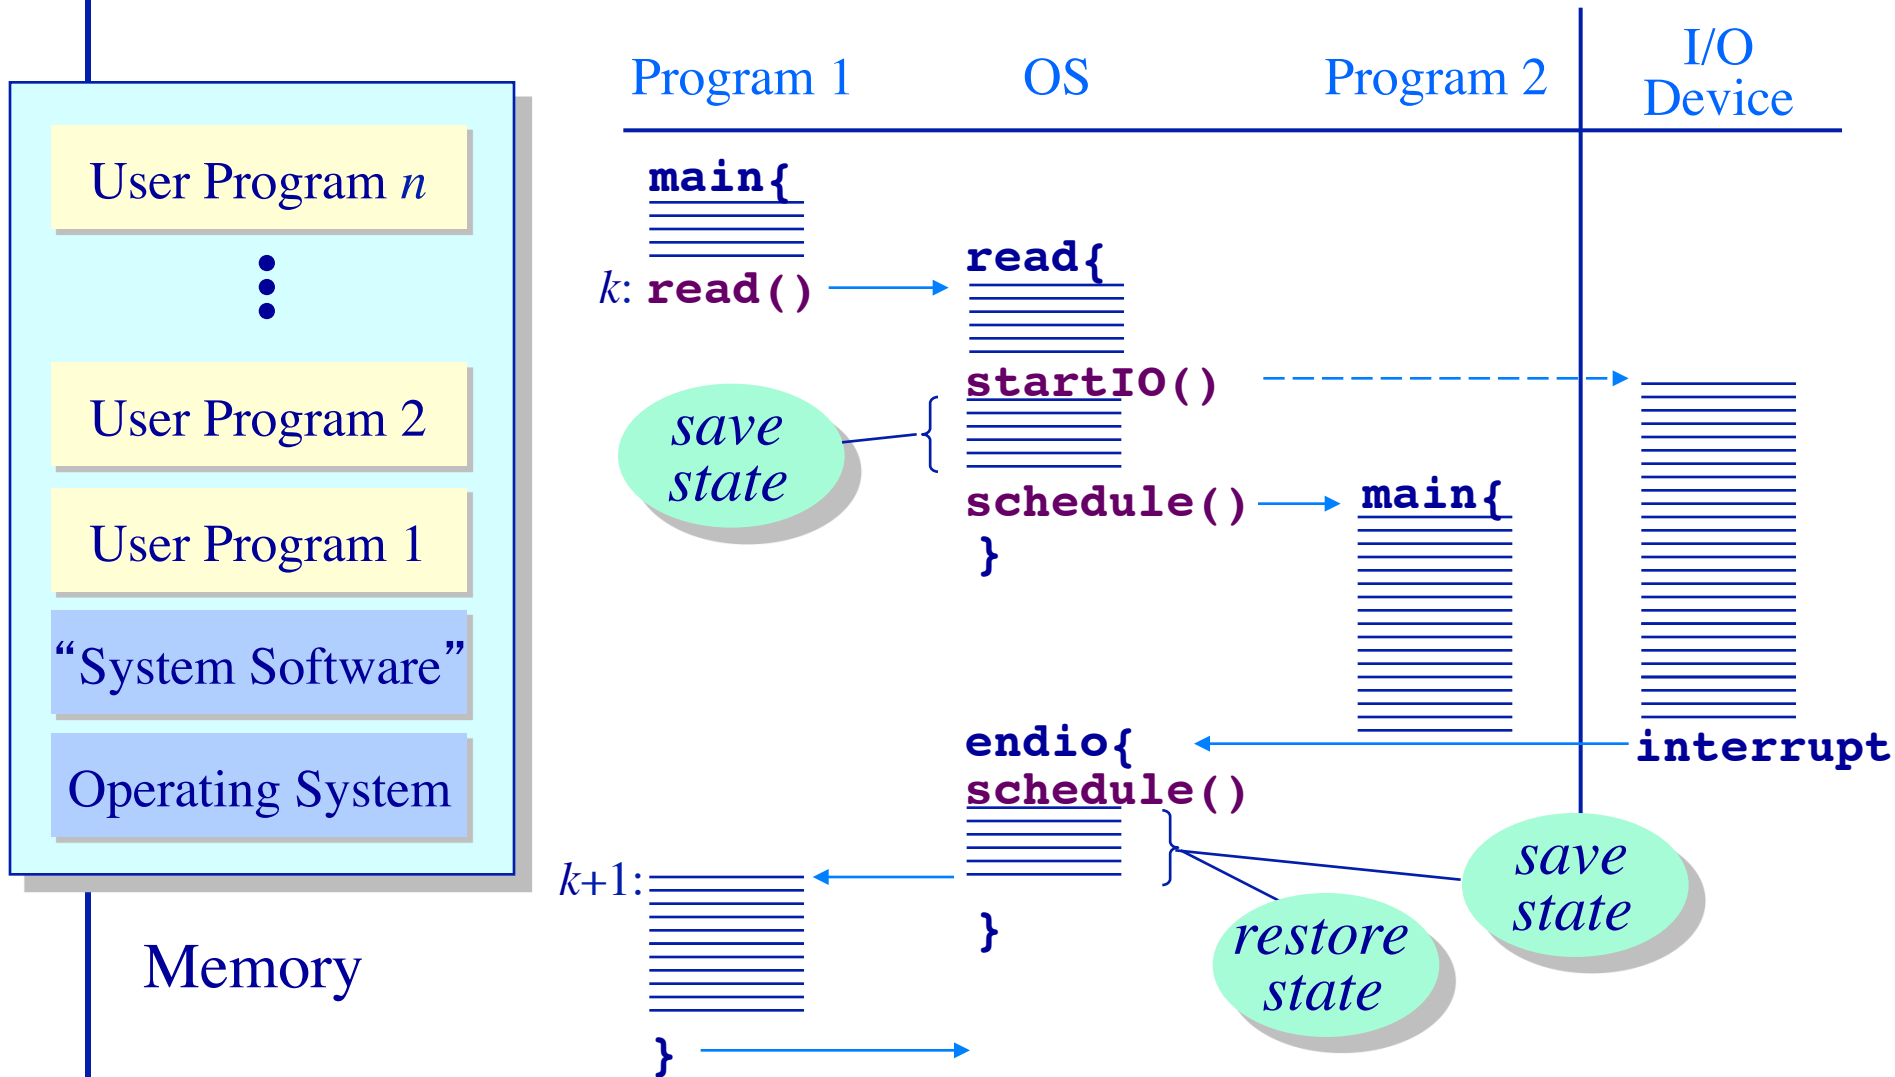 User Program n
User Program 2
User Program 1
“System Software”
Operating System
Memory
Program 1
OS
Program 2
I/O
Device
main{
k: read()
read{
startIO()
save
state
schedule()
}
main{
interrupt
endio{
schedule()
save
state
restore
state
k+1:
}
}